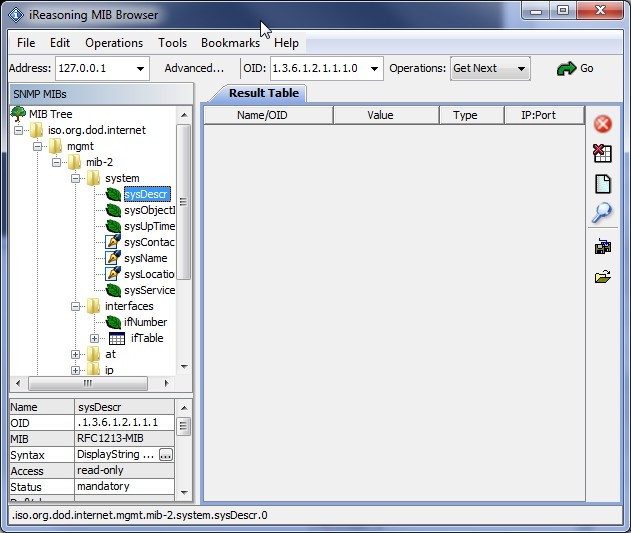 iReasoning MIB Browser
File Edit Operations Tools Bookmarks Help
Address: 127.0.0.1 Advanced... OID: 1.3.6.1.2.1.1.1.0 Operations: Get Next Go
SNMP MIBs
Result Table
Name/OID Value Type IP:Port
MIB Tree
iso.org.dod.internet
mgmt
mib-2
system
sysDescr
sysObjectI
sysUpTime
sysContac
sysName
sysLocatio
sysService
interfaces
ifNumber
ifTable
at
ip
Name sysDescr
OID .1.3.6.1.2.1.1.1
MIB RFC1213-MIB
Syntax DisplayString ... ...
Access read-only
Status mandatory
.iso.org.dod.internet.mgmt.mib-2.system.sysDescr.0